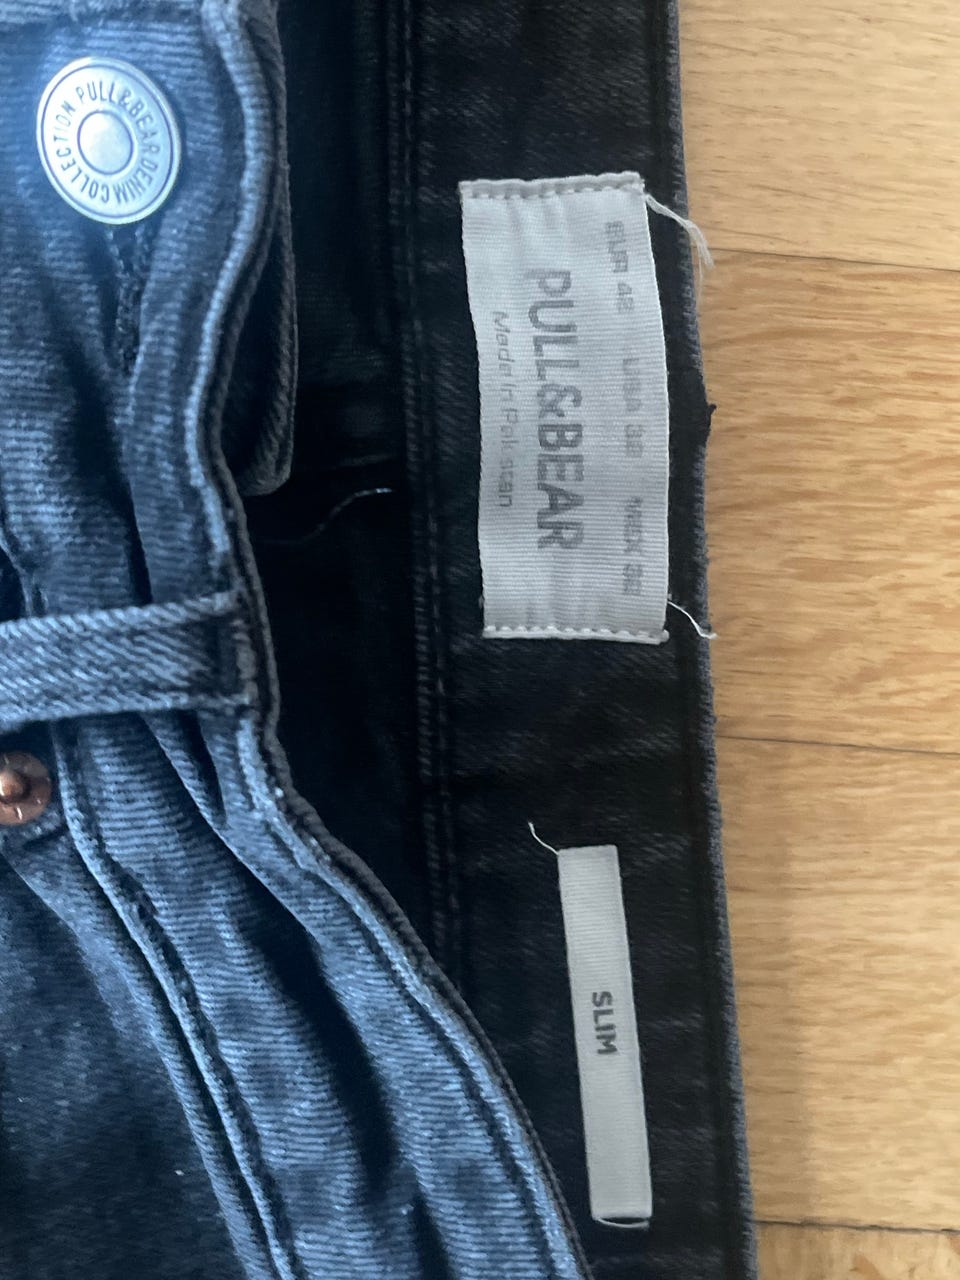 PULL&BEAR DENIM COLLECTION
EUR 42 USA 32 MEX 32
PULL&BEAR
Made In Pakistan
SLIM